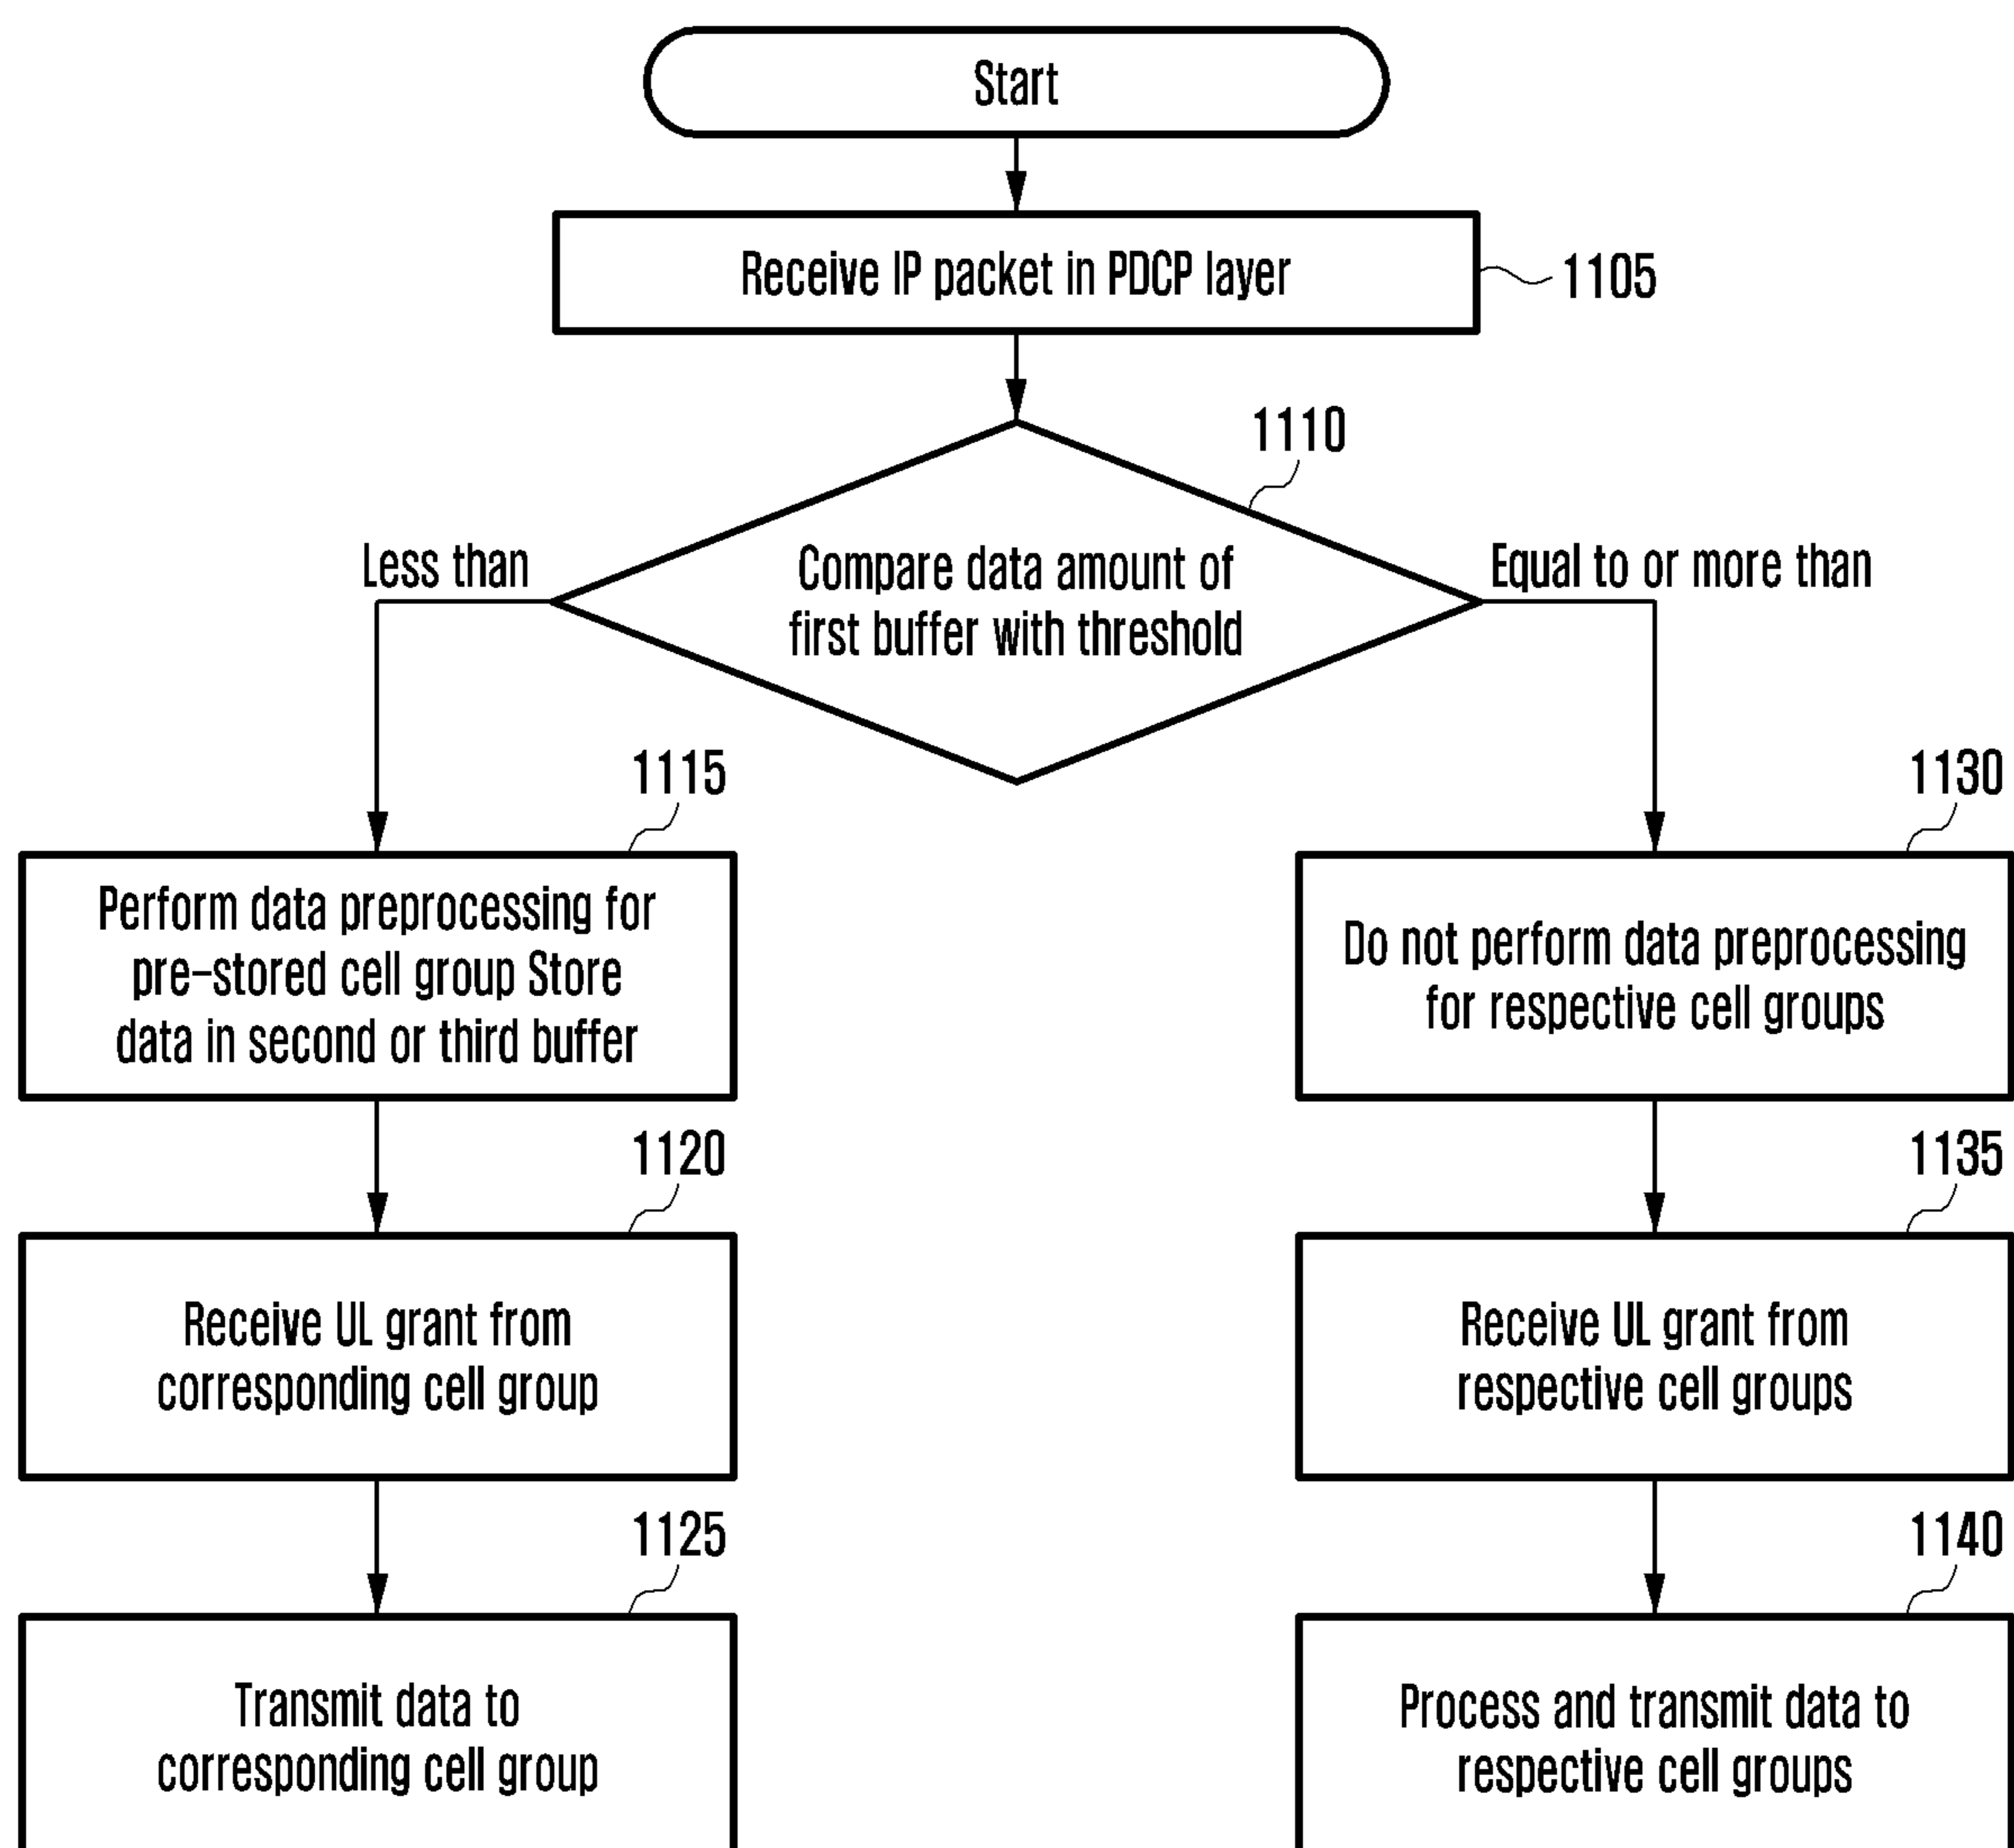 Start
Receive IP packet in PDCP layer
1105
1110
Less than
Equal to or more than
Compare data amount of
first buffer with threshold
1115
Perform data preprocessing for
pre-stored cell group Store
data in second or third buffer
1130
Do not perform data preprocessing
for respective cell groups
1120
Receive UL grant from
corresponding cell group
1135
Receive UL grant from
respective cell groups
1125
Transmit data to
corresponding cell group
1140
Process and transmit data to
respective cell groups